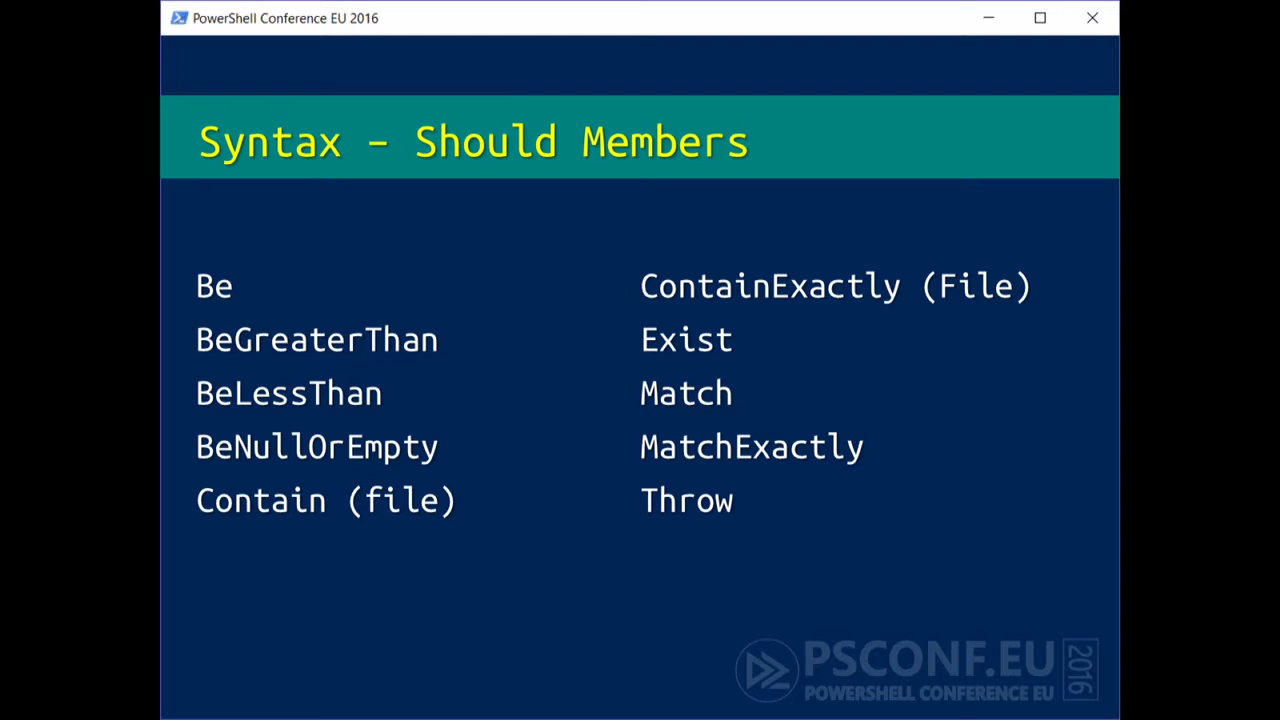 PowerShell Conference EU 2016
Syntax – Should Members
Be
BeGreaterThan
BeLessThan
BeNullOrEmpty
Contain (file)
ContainExactly (File)
Exist
Match
MatchExactly
Throw
PSCONF.EU
POWERSHELL CONFERENCE EU
2016